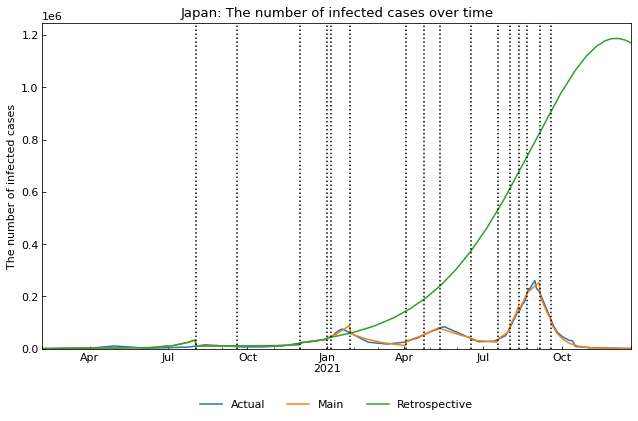 Japan: The number of infected cases over time
1e6
The number of infected cases
1.2
1.0
0.8
0.6
0.4
0.2
0.0
Apr Jul Oct Jan Apr Jul Oct
2021
Actual Main Retrospective